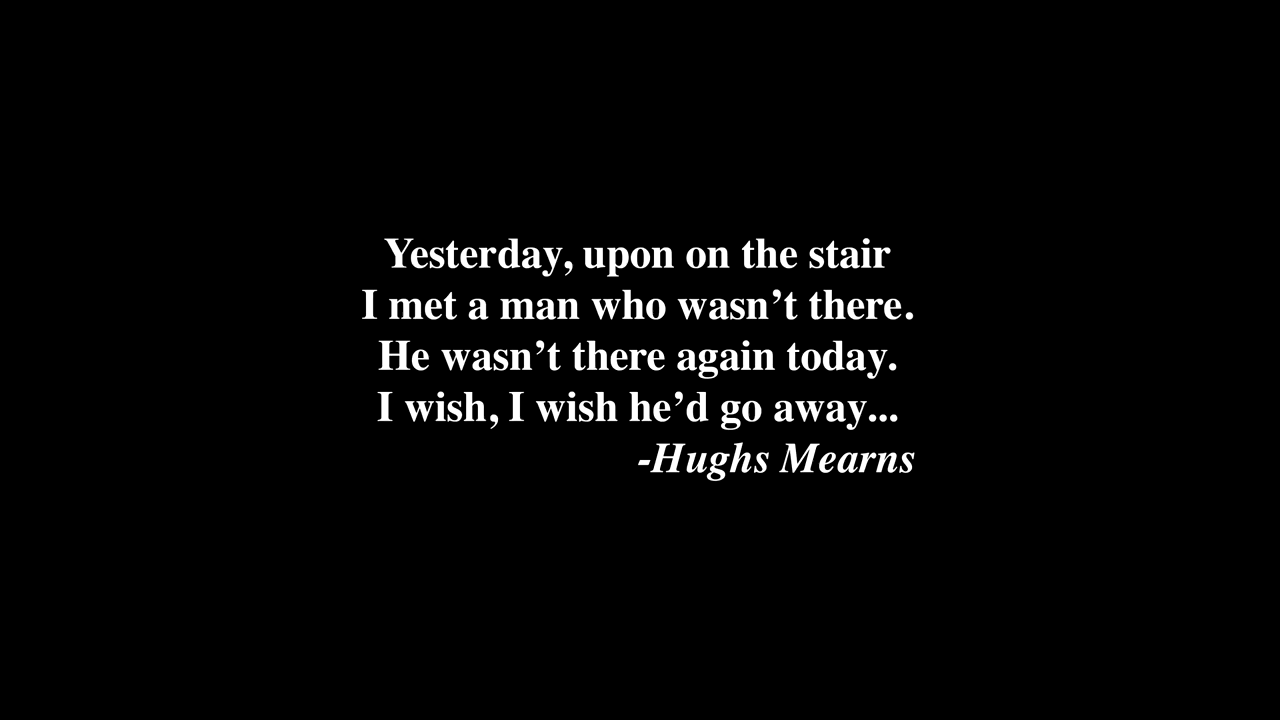 Yesterday, upon on the stair
I met a man who wasn’t there.
He wasn’t there again today.
I wish, I wish he’d go away...
-Hughs Mearns